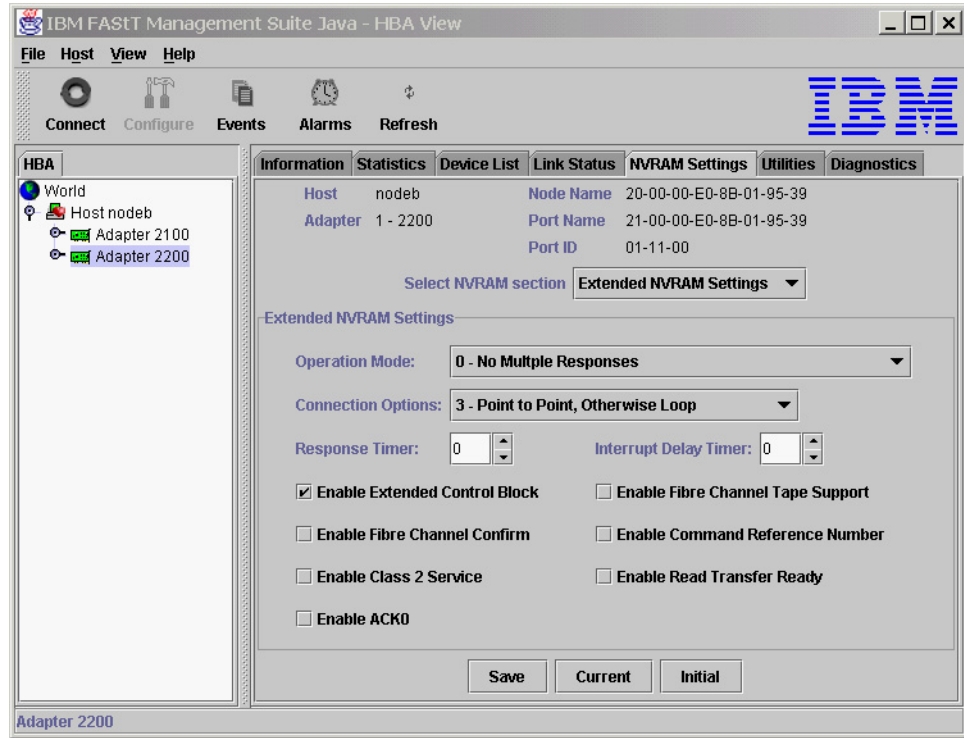 IBM FAStT Management Suite Java - HBA View
File Host View Help
Connect Configure Events Alarms Refresh
IBM
HBA
World
Host nodeb
Adapter 2100
Adapter 2200
Information Statistics Device List Link Status NVRAM Settings Utilities Diagnostics
Host nodeb Node Name 20-00-00-E0-8B-01-95-39
Adapter 1 - 2200 Port Name 21-00-00-E0-8B-01-95-39
Port ID 01-11-00
Select NVRAM section Extended NVRAM Settings
Extended NVRAM Settings
Operation Mode: 0 - No Multple Responses
Connection Options: 3 - Point to Point, Otherwise Loop
Response Timer: 0 Interrupt Delay Timer: 0
Enable Extended Control Block Enable Fibre Channel Tape Support
Enable Fibre Channel Confirm Enable Command Reference Number
Enable Class 2 Service Enable Read Transfer Ready
Enable ACK0
Save Current Initial
Adapter 2200